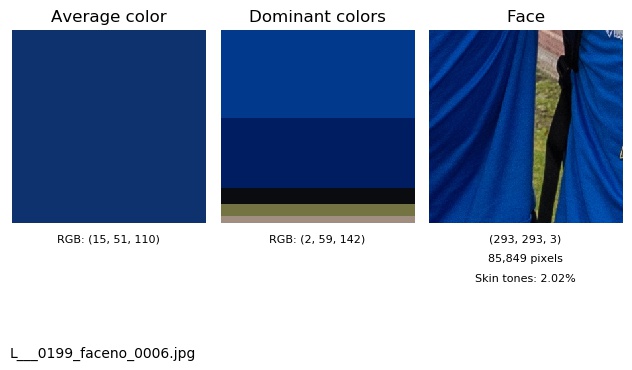 Average color
Dominant colors
Face
RGB: (15, 51, 110)
RGB: (2, 59, 142)
(293, 293, 3)
85,849 pixels
Skin tones: 2.02%
L___0199_faceno_0006.jpg